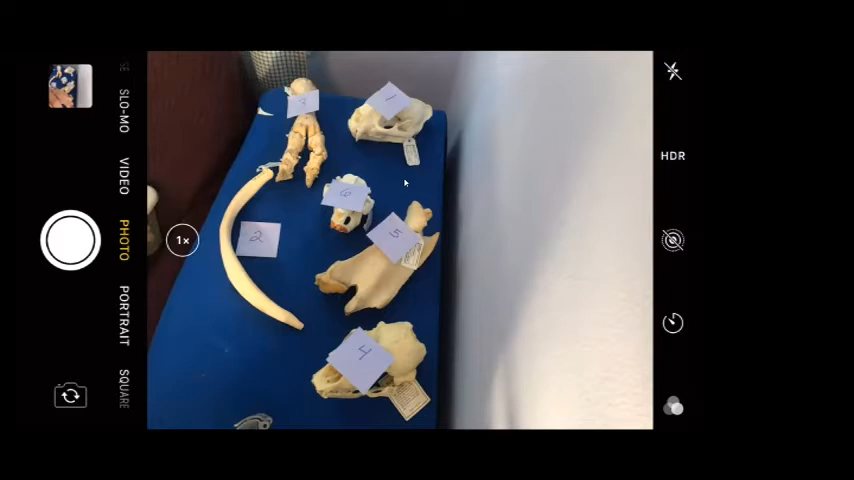 SLO-MO
VIDEO
PHOTO
PORTRAIT
SQUARE
1×
HDR
1
2
6
5
4